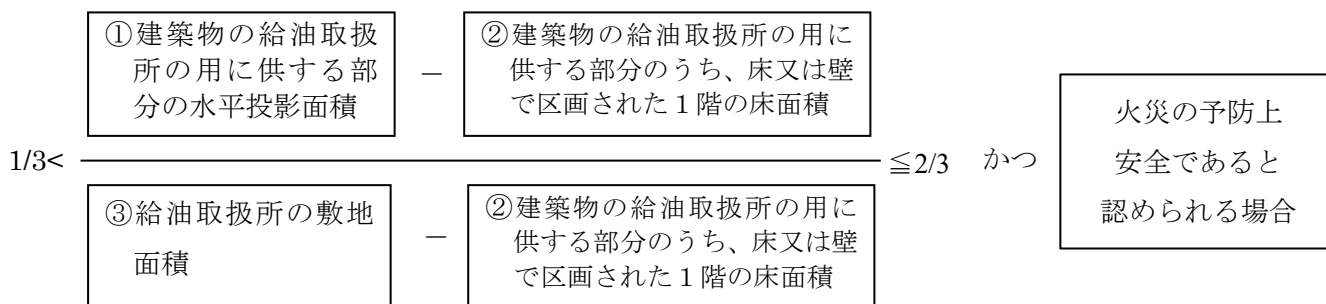 ①建築物の給油取扱
所の用に供する部
分の水平投影面積
−
②建築物の給油取扱所の用に
供する部分のうち、床又は壁
で区画された１階の床面積
1/3<
≦2/3 かつ
火災の予防上
安全であると
認められる場合
③給油取扱所の敷地
面積
−
②建築物の給油取扱所の用に
供する部分のうち、床又は壁
で区画された１階の床面積